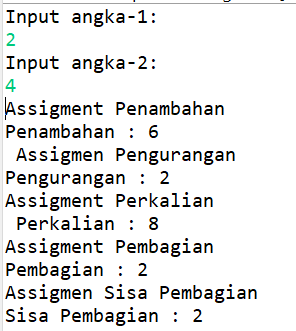 Input angka-1:
2
Input angka-2:
4
Assigment Penambahan
Penambahan : 6
Assigmen Pengurangan
Pengurangan : 2
Assigment Perkalian
Perkalian : 8
Assigment Pembagian
Pembagian : 2
Assigmen Sisa Pembagian
Sisa Pembagian : 2